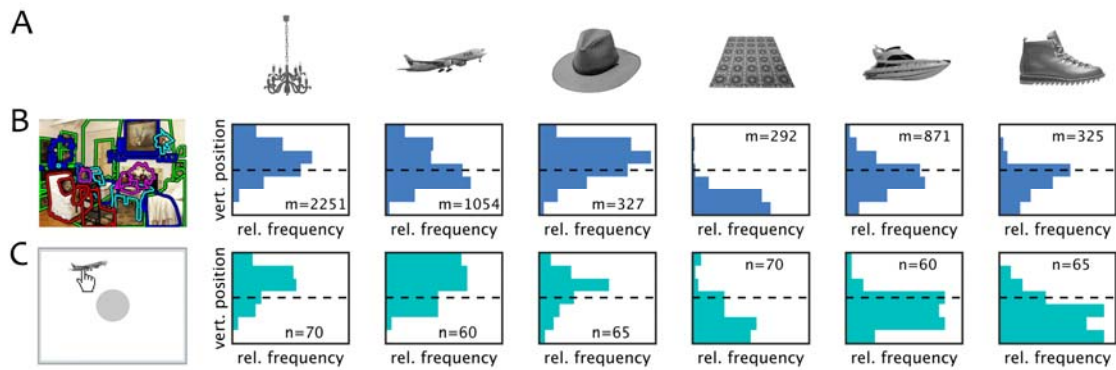 A
B
vert. position
m=2251
m=1054
m=327
m=292
m=871
m=325
rel. frequency
rel. frequency
rel. frequency
rel. frequency
rel. frequency
rel. frequency
C
vert. position
n=70
n=60
n=65
n=70
n=60
n=65
rel. frequency
rel. frequency
rel. frequency
rel. frequency
rel. frequency
rel. frequency